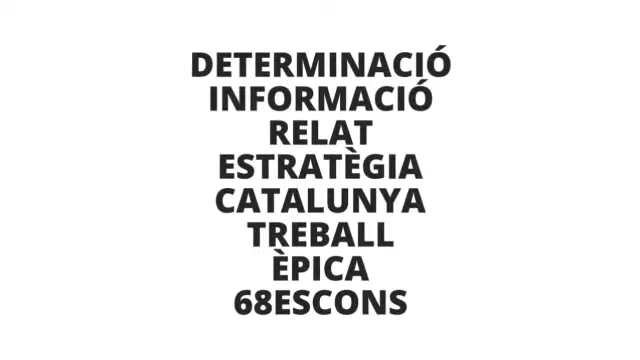 DETERMINACIÓ
INFORMACIÓ
RELAT
ESTRATÈGIA
CATALUNYA
TREBALL
ÈPICA
68ESCONS